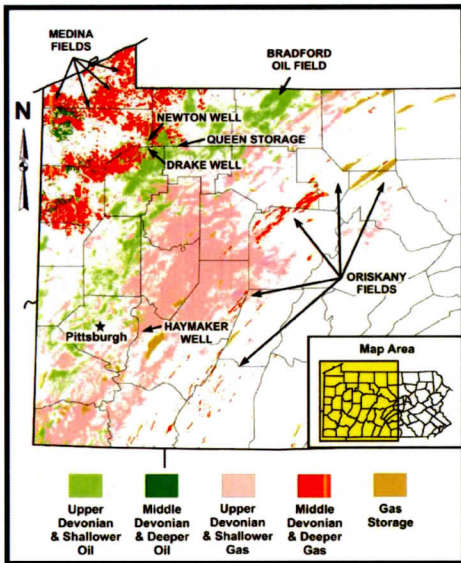 MEDINA
FIELDS
BRADFORD
OIL FIELD
N
NEWTON WELL
QUEEN STORAGE
DRAKE WELL
ORISKANY
FIELDS
Pittsburgh
HAYMAKER
WELL
Map Area
Upper
Devonian
& Shallower
Oil
Middle
Devonian
& Deeper
Oil
Upper
Devonian
& Shallower
Gas
Middle
Devonian
& Deeper
Gas
Gas
Storage